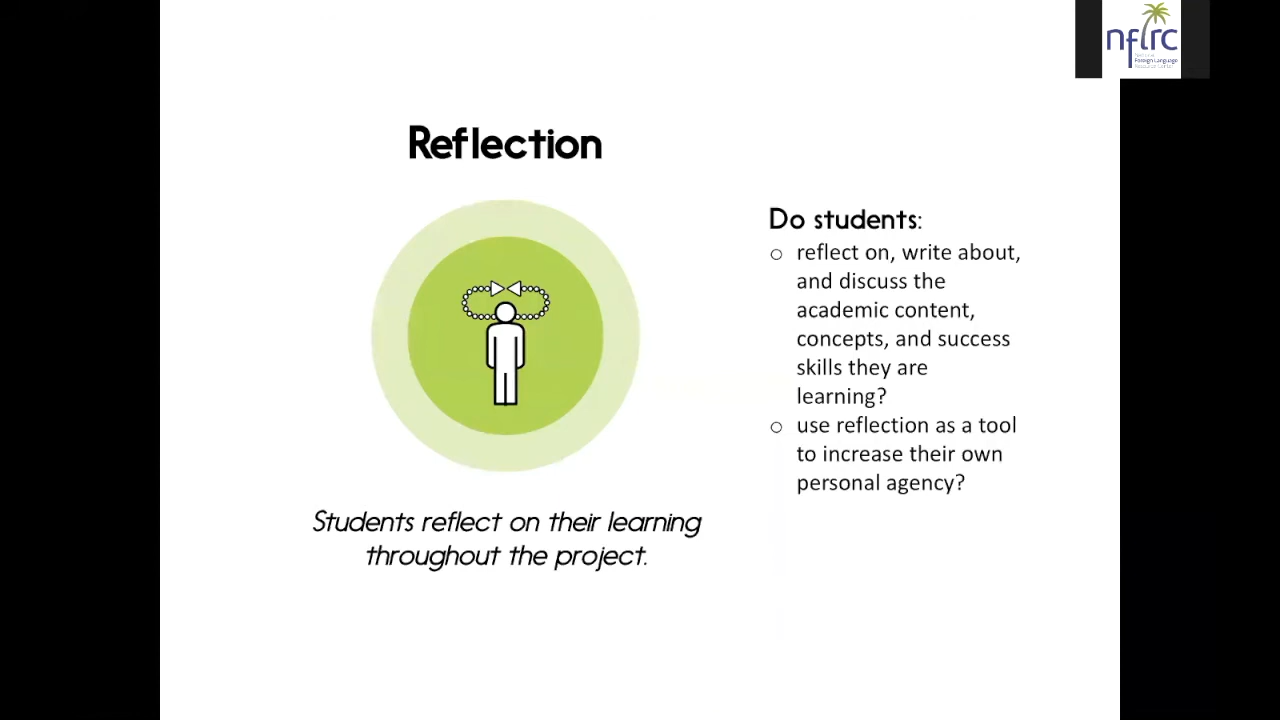 nflrc
Foreign Language
Reflection
Do students:
o reflect on, write about,
and discuss the
academic content,
concepts, and success
skills they are
learning?
o use reflection as a tool
to increase their own
personal agency?
Students reflect on their learning
throughout the project.